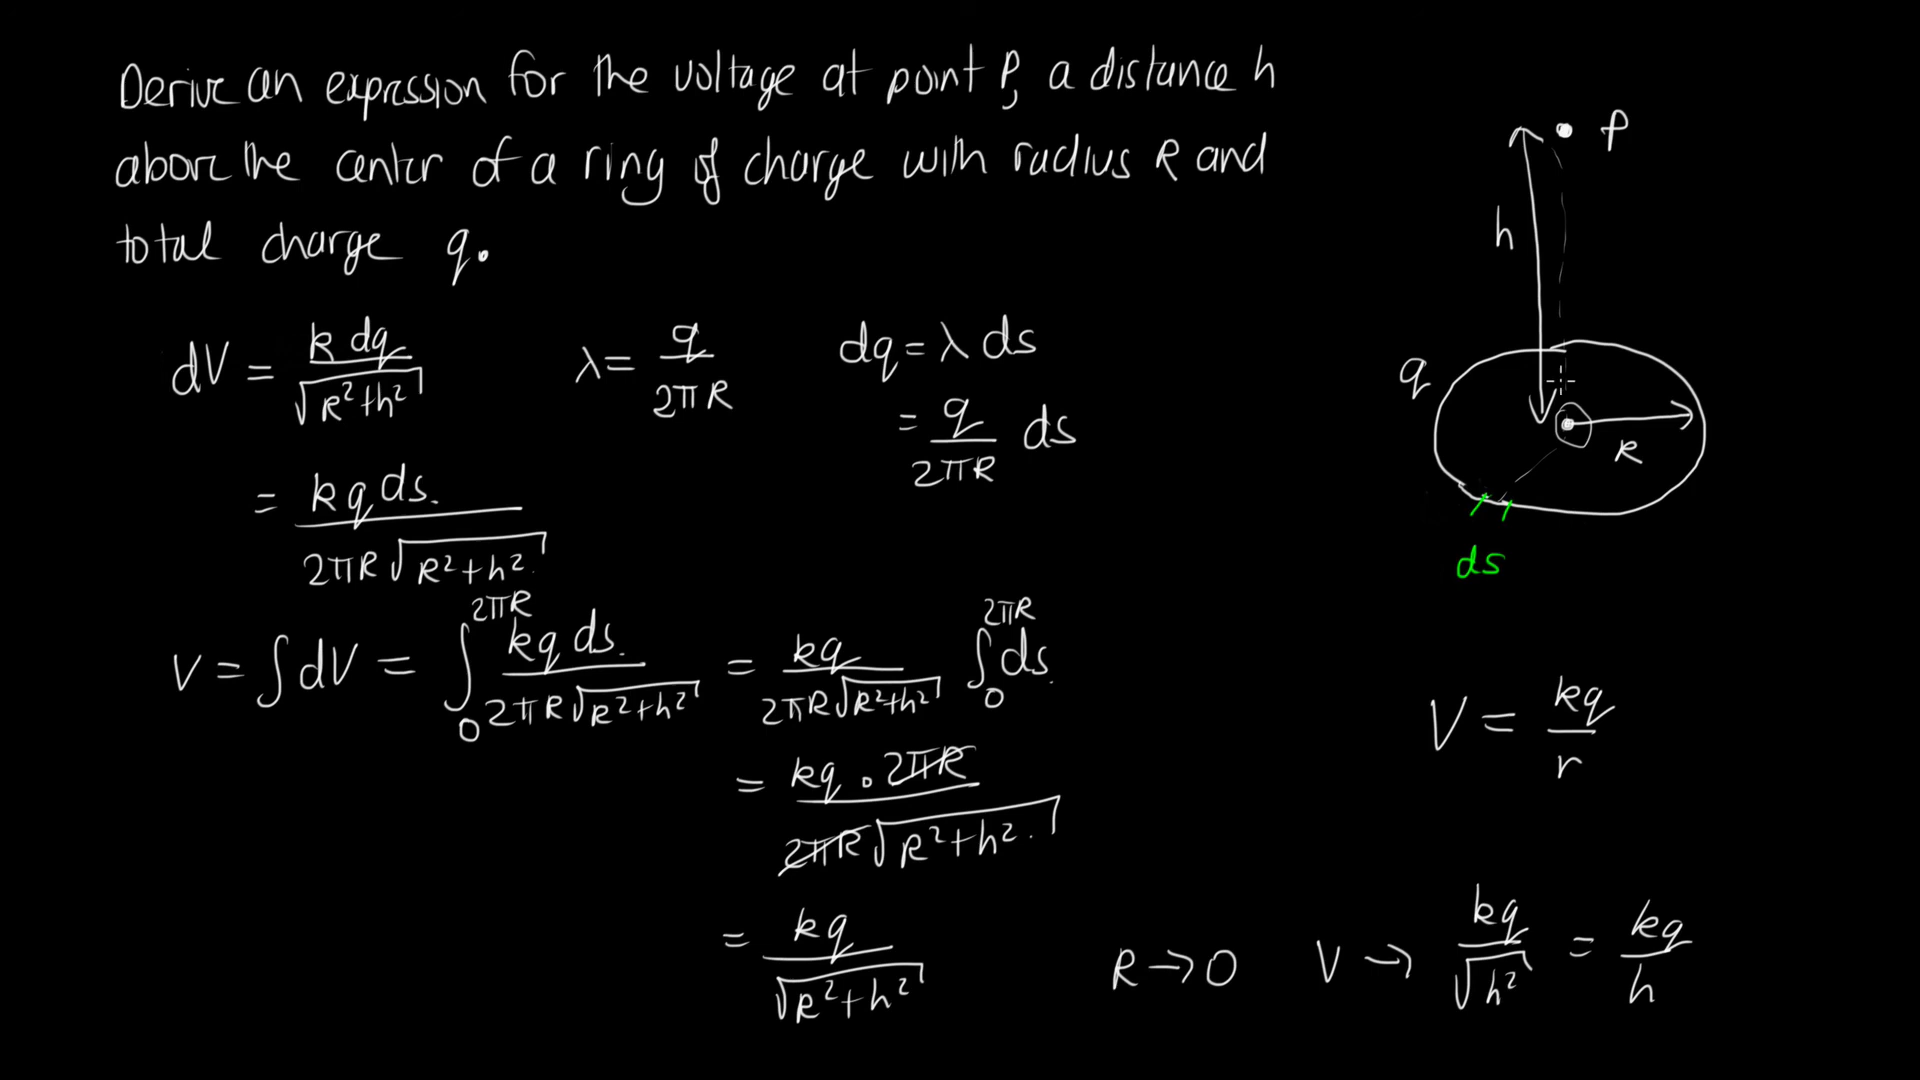 Derive an expression for the voltage at point P, a distance h
above the center of a ring of charge with radius R and
total charge q.
dV = k dq / √(R²+h²)
λ = q / 2πR
dq = λ ds
= q / 2πR ds
= kq ds / 2πR √(R²+h²)
V = ∫dV = ∫₀^2πR kq ds / 2πR √(R²+h²) = kq / 2πR √(R²+h²) ∫₀^2πR ds
= kq · 2πR / 2πR √(R²+h²)
= kq / √(R²+h²)
R → 0
V → kq / √h² = kq / h
P
h
q
R
ds
V = kq / r